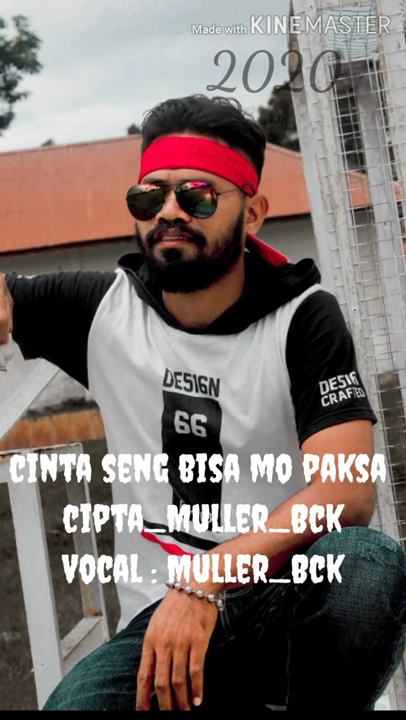 Made with KINEMASTER
2020
DESIGN
66
DESIGN
CRAFTED
CINTA SENG BISA MO PAKSA
CIPTA_MULLER_BCK
VOCAL : MULLER_BCK